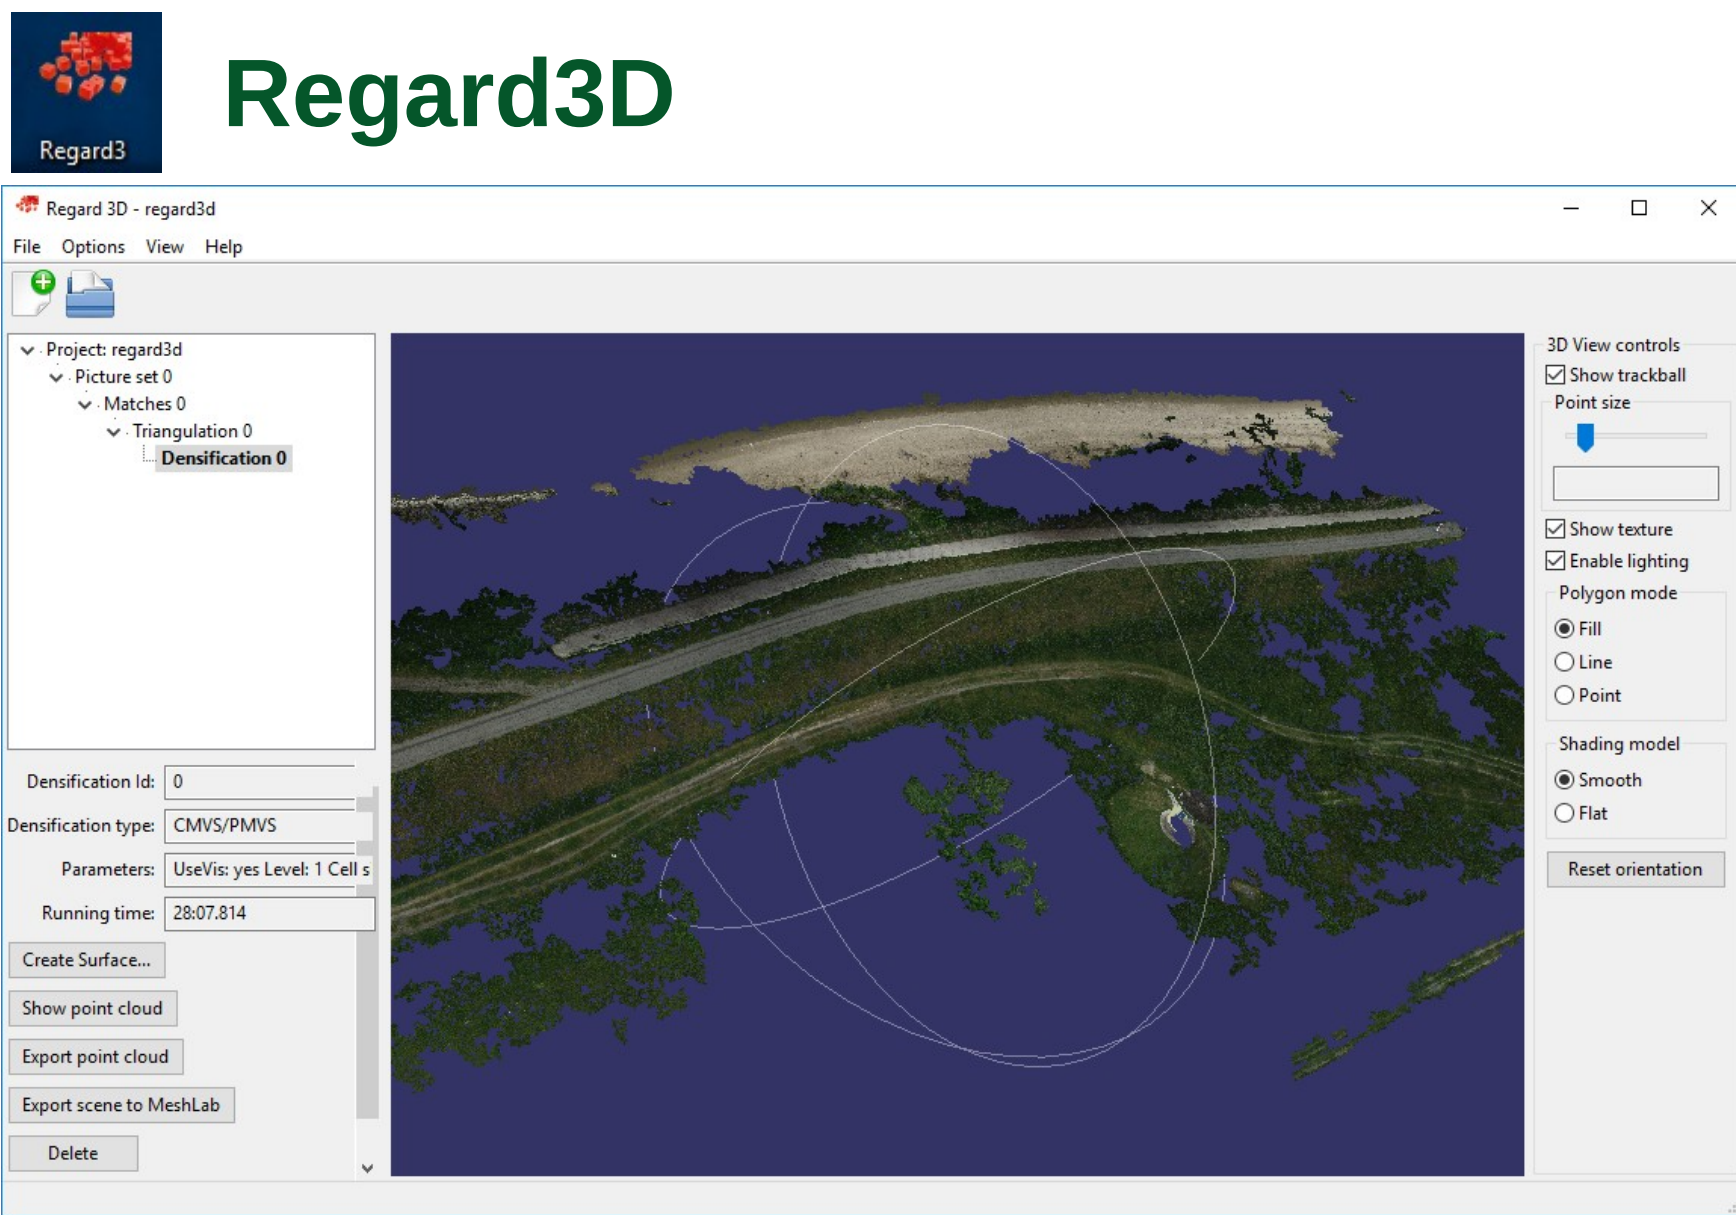 Regard3
Regard3D
Regard 3D - regard3d
File Options View Help
Project: regard3d
Picture set 0
Matches 0
Triangulation 0
Densification 0
Densification Id: 0
Densification type: CMVS/PMVS
Parameters: UseVis: yes Level: 1 Cell s
Running time: 28:07.814
Create Surface...
Show point cloud
Export point cloud
Export scene to MeshLab
Delete
3D View controls
Show trackball
Point size
Show texture
Enable lighting
Polygon mode
Fill
Line
Point
Shading model
Smooth
Flat
Reset orientation